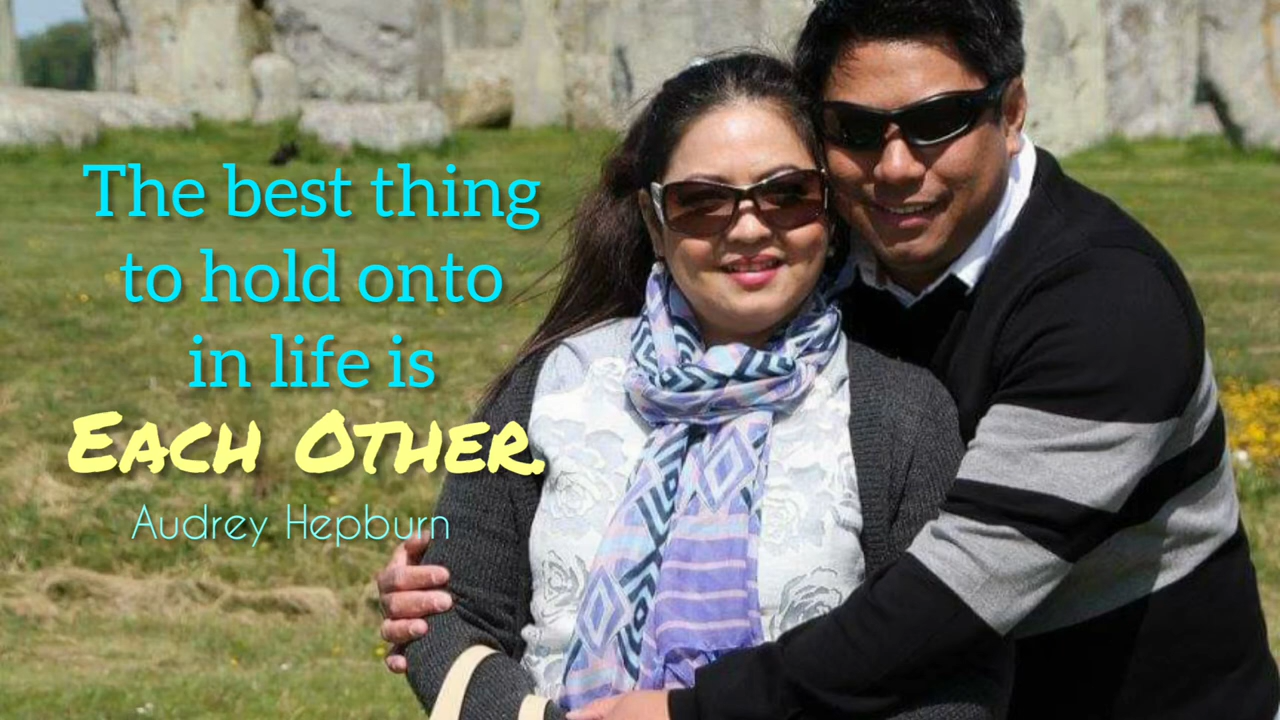 The best thing
to hold onto
in life is
EACH OTHER.
Audrey Hepburn